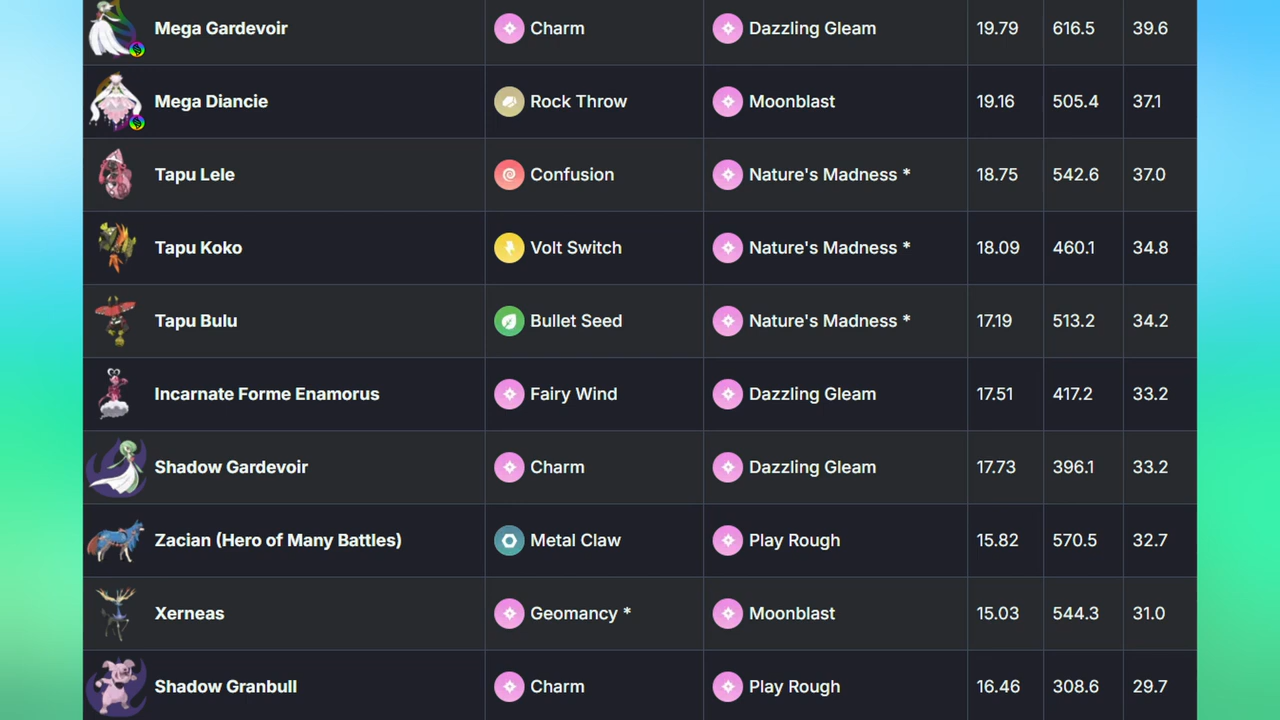 Mega Gardevoir Charm Dazzling Gleam 19.79 616.5 39.6
Mega Diancie Rock Throw Moonblast 19.16 505.4 37.1
Tapu Lele Confusion Nature's Madness * 18.75 542.6 37.0
Tapu Koko Volt Switch Nature's Madness * 18.09 460.1 34.8
Tapu Bulu Bullet Seed Nature's Madness * 17.19 513.2 34.2
Incarnate Forme Enamorus Fairy Wind Dazzling Gleam 17.51 417.2 33.2
Shadow Gardevoir Charm Dazzling Gleam 17.73 396.1 33.2
Zacian (Hero of Many Battles) Metal Claw Play Rough 15.82 570.5 32.7
Xerneas Geomancy * Moonblast 15.03 544.3 31.0
Shadow Granbull Charm Play Rough 16.46 308.6 29.7